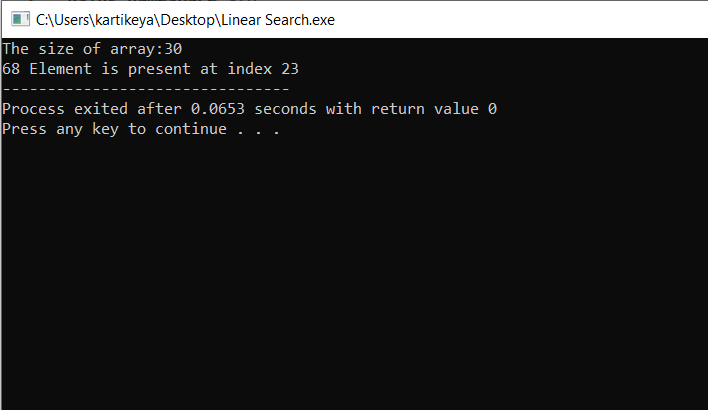 C:\Users\kartikeya\Desktop\Linear Search.exe
The size of array:30
68 Element is present at index 23
--------------------------------
Process exited after 0.0653 seconds with return value 0
Press any key to continue . . .